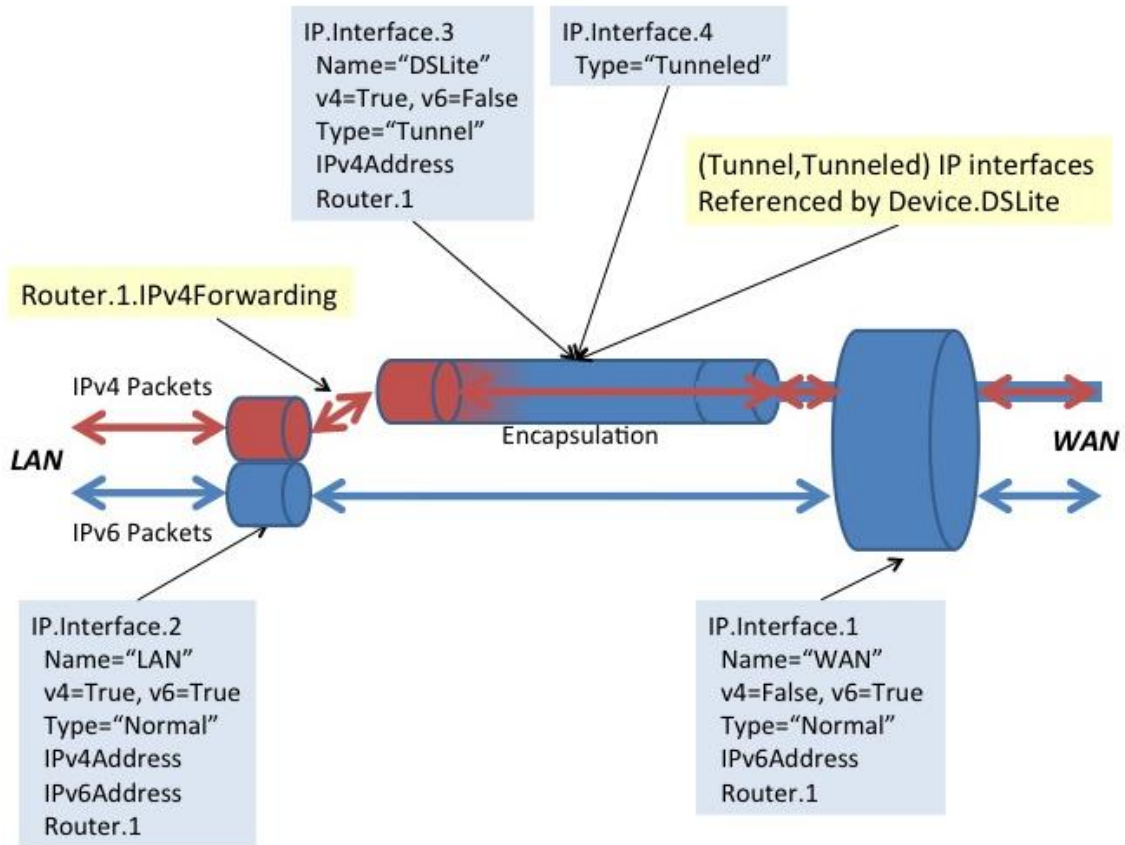 IP.Interface.3
Name=“DSLite”
v4=True, v6=False
Type=“Tunnel”
IPv4Address
Router.1
IP.Interface.4
Type=“Tunneled”
(Tunnel,Tunneled) IP interfaces
Referenced by Device.DSLite
Router.1.IPv4Forwarding
IPv4 Packets
Encapsulation
LAN
WAN
IPv6 Packets
IP.Interface.2
Name=“LAN”
v4=True, v6=True
Type=“Normal”
IPv4Address
IPv6Address
Router.1
IP.Interface.1
Name=“WAN”
v4=False, v6=True
Type=“Normal”
IPv6Address
Router.1